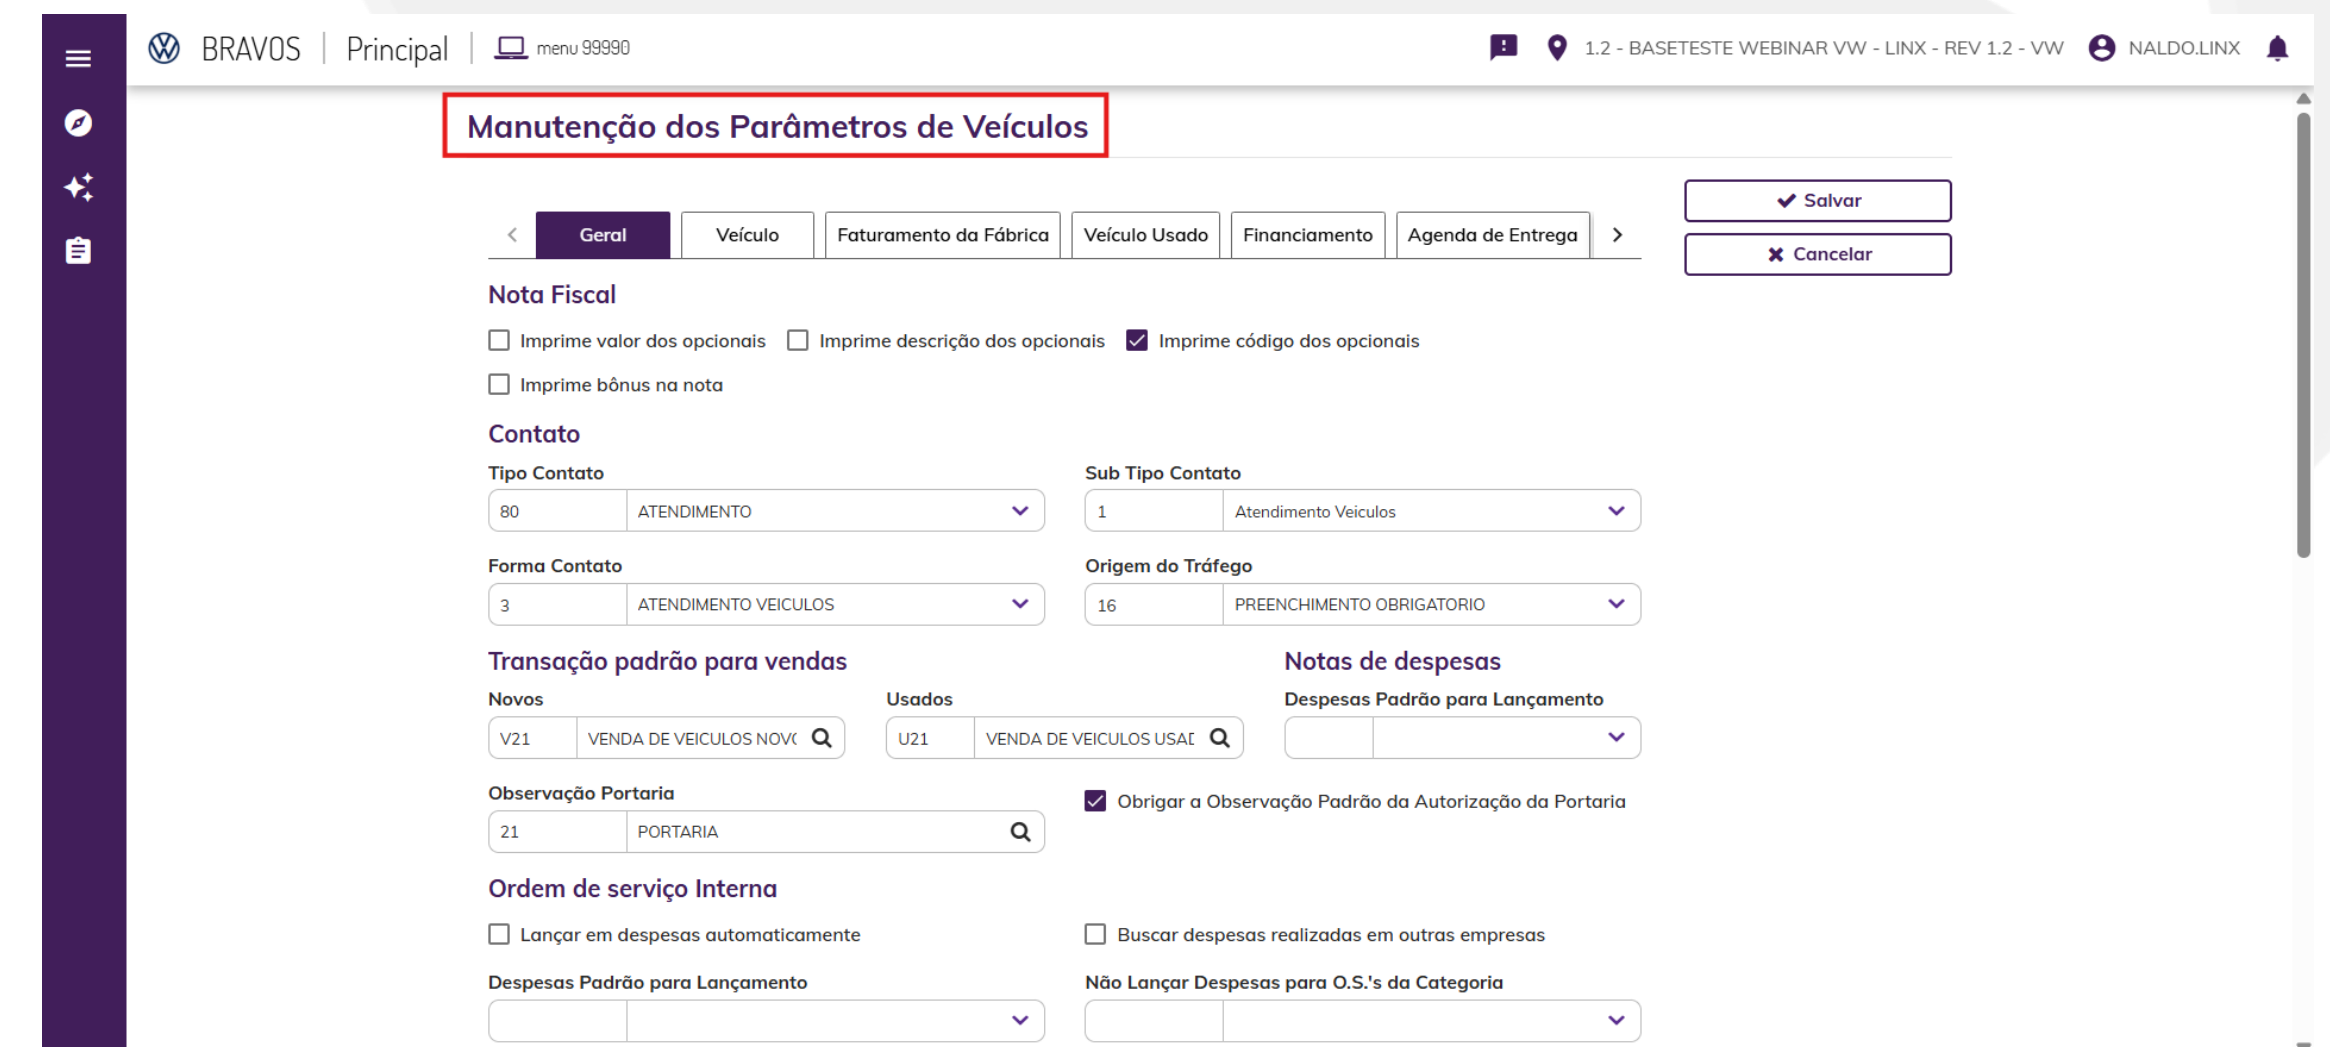 BRAVOS | Principal | menu 99990
1.2 - BASETESTE WEBINAR VW - LINX - REV 1.2 - VW
NALDO.LINX
Manutenção dos Parâmetros de Veículos
Salvar
Cancelar
Geral
Veículo
Faturamento da Fábrica
Veículo Usado
Financiamento
Agenda de Entrega
Nota Fiscal
Imprime valor dos opcionais
Imprime descrição dos opcionais
Imprime código dos opcionais
Imprime bônus na nota
Contato
Tipo Contato
Sub Tipo Contato
80 ATENDIMENTO
1 Atendimento Veiculos
Forma Contato
Origem do Tráfego
3 ATENDIMENTO VEICULOS
16 PREENCHIMENTO OBRIGATORIO
Transação padrão para vendas
Notas de despesas
Novos
Usados
Despesas Padrão para Lançamento
V21 VENDA DE VEICULOS NOV
U21 VENDA DE VEICULOS USA
Observação Portaria
Obrigar a Observação Padrão da Autorização da Portaria
21 PORTARIA
Ordem de serviço Interna
Lançar em despesas automaticamente
Buscar despesas realizadas em outras empresas
Despesas Padrão para Lançamento
Não Lançar Despesas para O.S.'s da Categoria